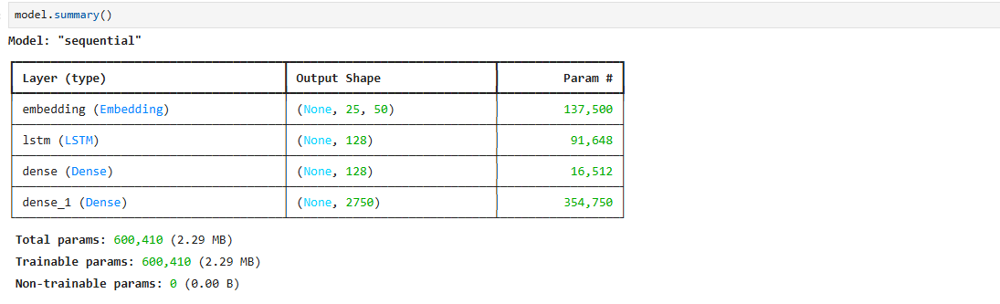 model.summary()
Model: "sequential"
Layer (type) Output Shape Param #
embedding (Embedding) (None, 25, 50) 137,500
lstm (LSTM) (None, 128) 91,648
dense (Dense) (None, 128) 16,512
dense_1 (Dense) (None, 2750) 354,750
Total params: 600,410 (2.29 MB)
Trainable params: 600,410 (2.29 MB)
Non-trainable params: 0 (0.00 B)